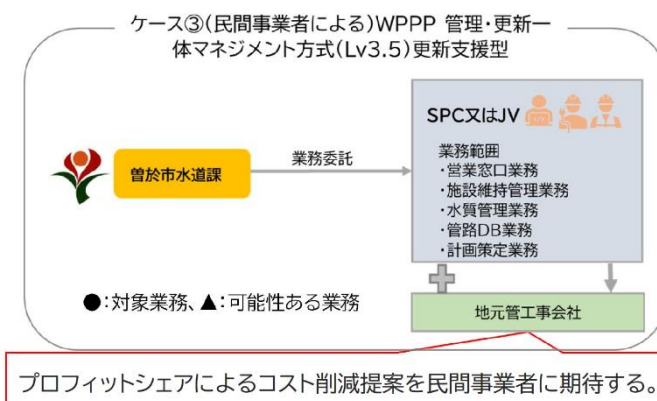 ケース③(民間事業者による)WPPP 管理・更新一
体マネジメント方式(Lv3.5)更新支援型
SPC又はJV
曽於市水道課
業務委託
業務範囲
・営業窓口業務
・施設維持管理業務
・水質管理業務
・管路DB業務
・計画策定業務
●:対象業務、▲:可能性ある業務
地元管工事会社
プロフィットシェアによるコスト削減提案を民間事業者に期待する。